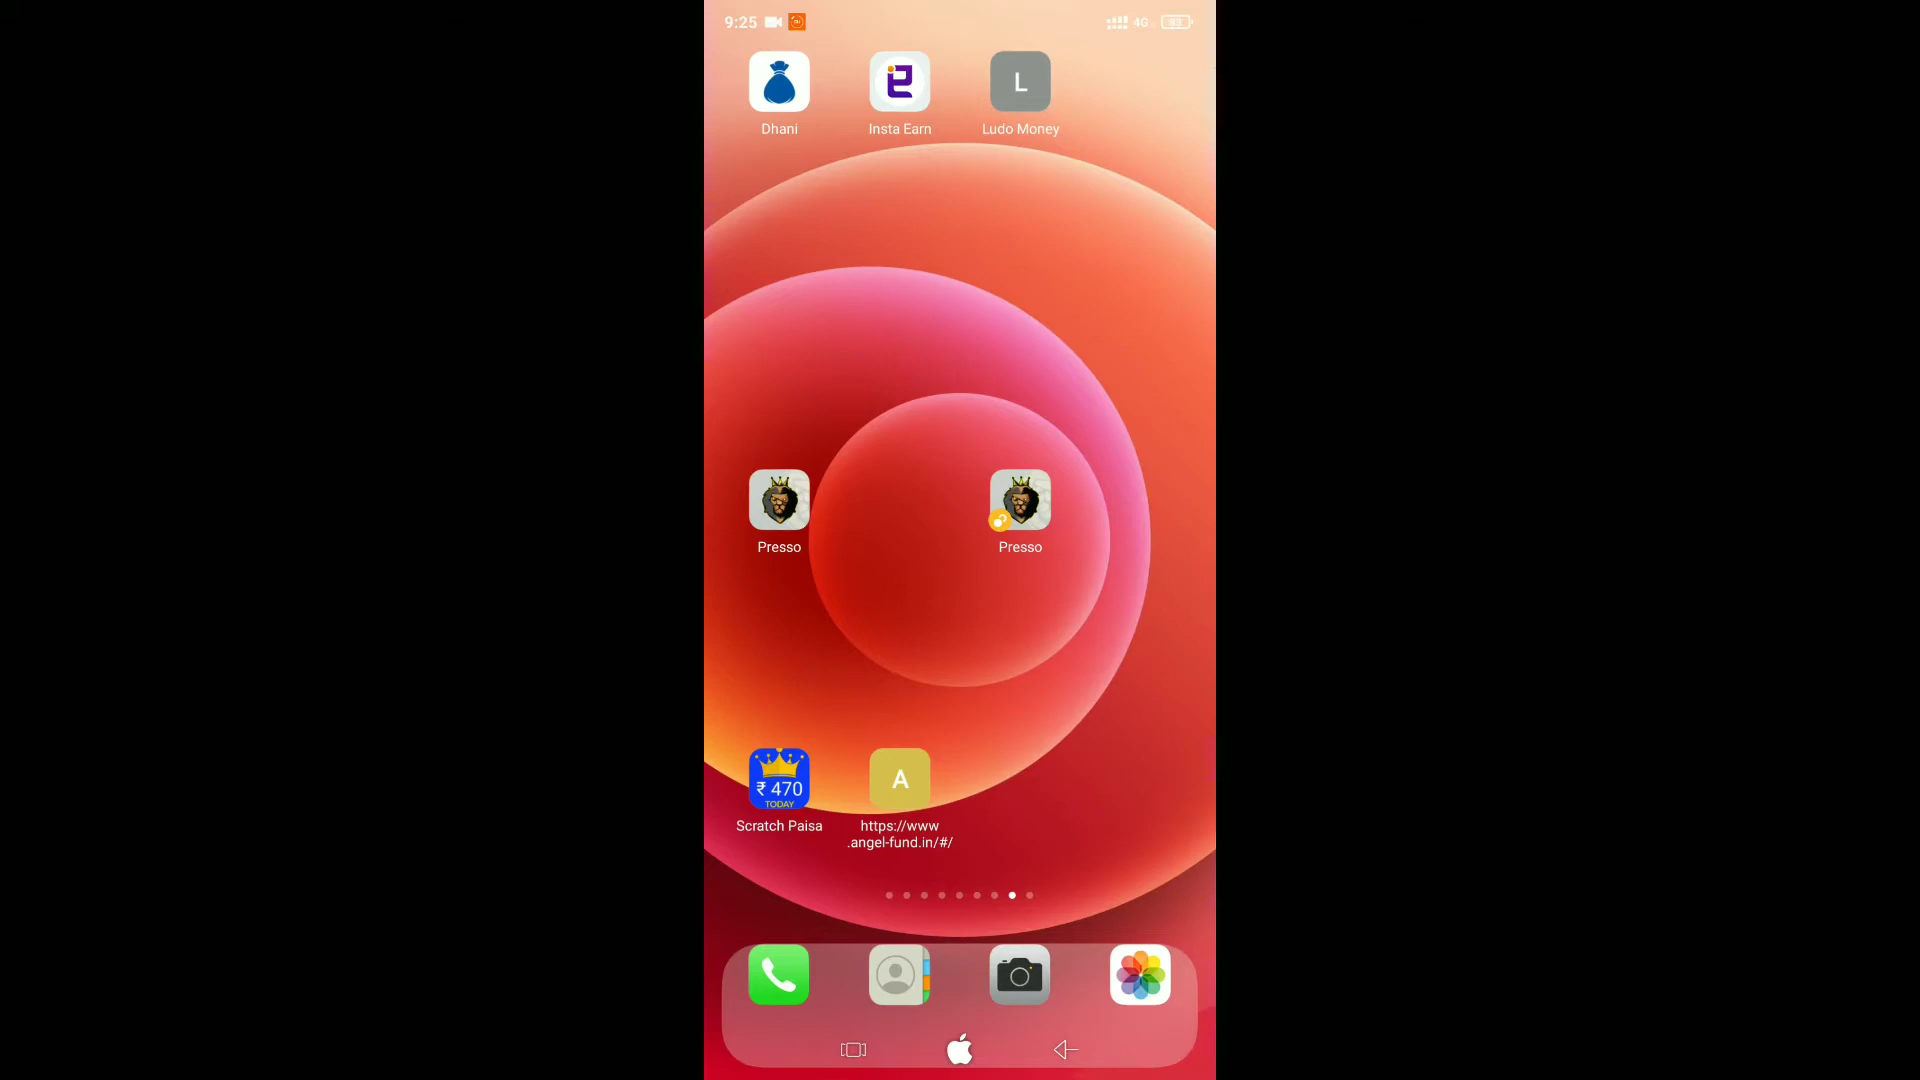 9:25
4G
93
Dhani
Insta Earn
L
Ludo Money
Presso
Presso
₹ 470
TODAY
Scratch Paisa
A
https://www
.angel-fund.in/#/